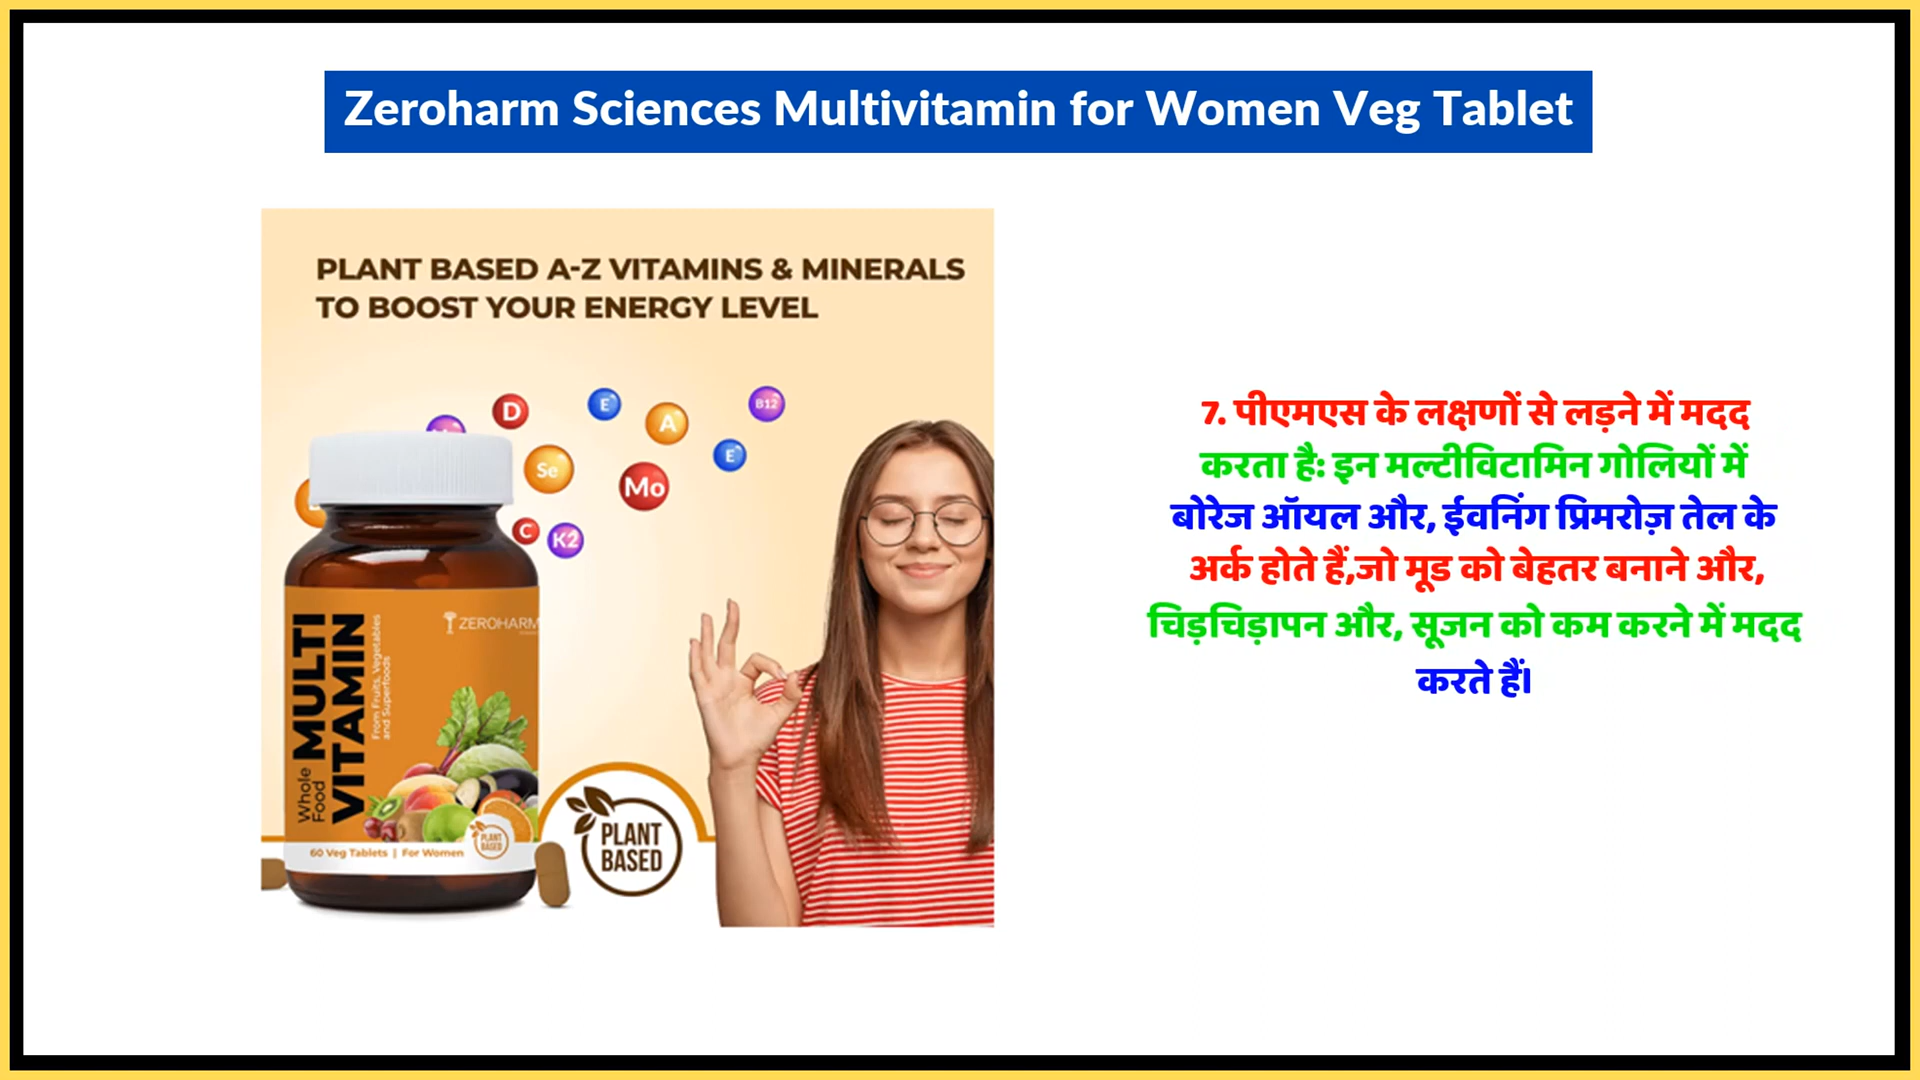 Zeroharm Sciences Multivitamin for Women Veg Tablet
PLANT BASED A-Z VITAMINS & MINERALS
TO BOOST YOUR ENERGY LEVEL
D
E
A
B12
Se
E
Mo
C
K2
ZEROHARM
Whole Food
MULTI
VITAMIN
From Fruits, Vegetables
and Superfoods
PLANT
BASED
60 Veg Tablets | For Women
PLANT
BASED
7. पीएमएस के लक्षणों से लड़ने में मदद
करता है: इन मल्टीविटामिन गोलियों में
बोरेज ऑयल और, ईवनिंग प्रिमरोज़ तेल के
अर्क होते हैं,जो मूड को बेहतर बनाने और,
चिड़चिड़ापन और, सूजन को कम करने में मदद
करते हैं।